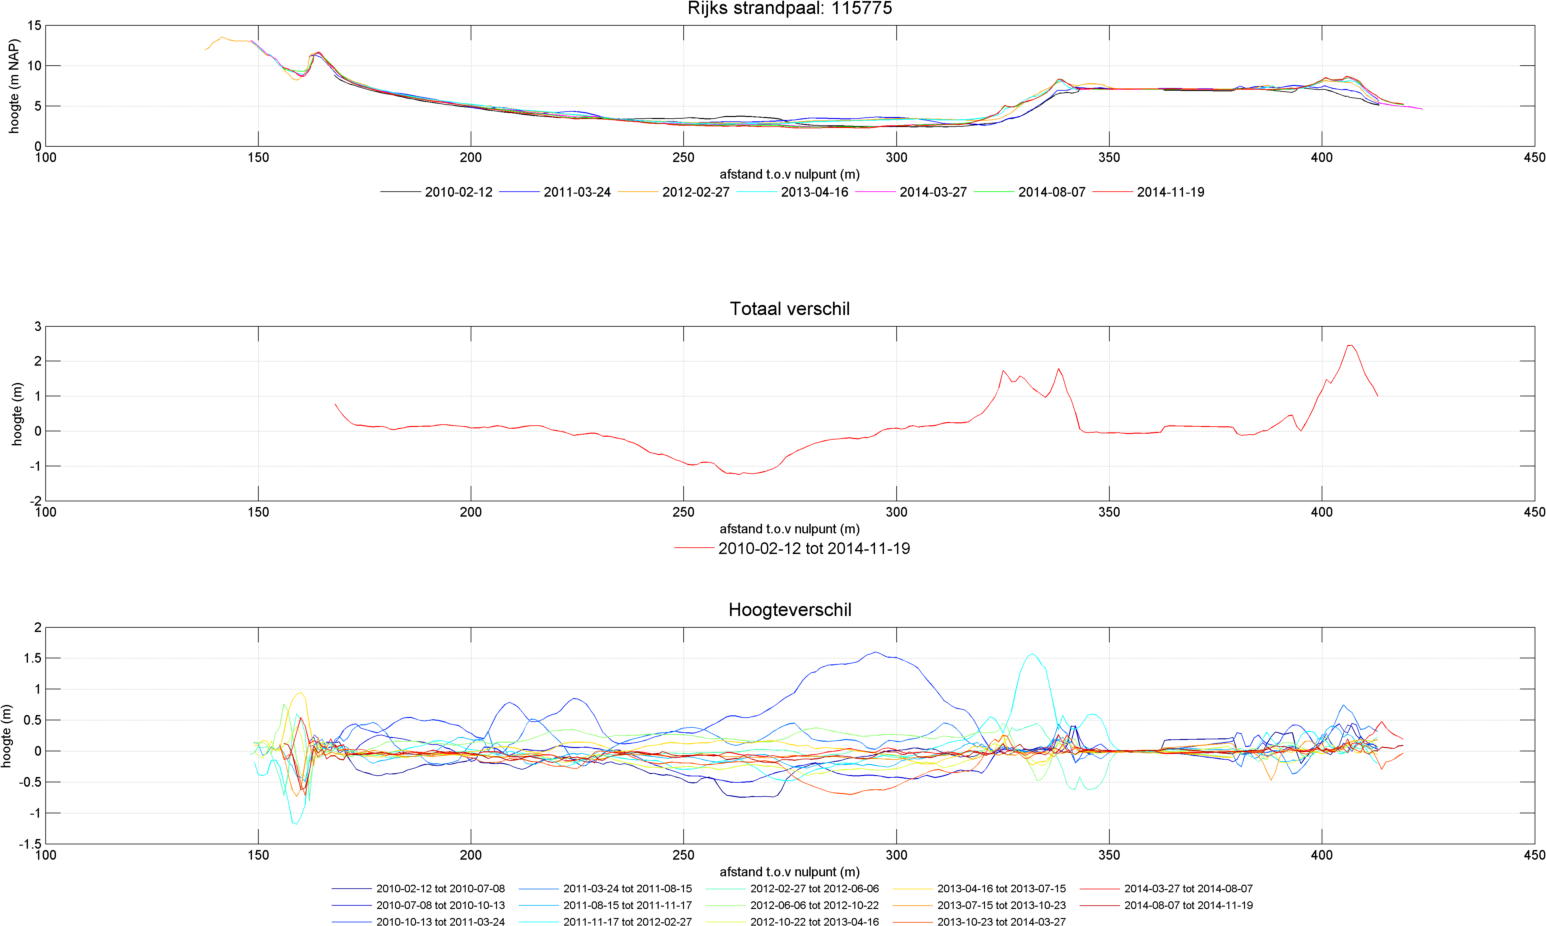 Rijks strandpaal: 115775
15
10
5
0
hoogte (m NAP)
100 150 200 250 300 350 400 450
afstand t.o.v nulpunt (m)
2010-02-12 2011-03-24 2012-02-27 2013-04-16 2014-03-27 2014-08-07 2014-11-19
Totaal verschil
3
2
1
0
-1
-2
hoogte (m)
100 150 200 250 300 350 400 450
afstand t.o.v nulpunt (m)
2010-02-12 tot 2014-11-19
Hoogteverschil
2
1.5
1
0.5
0
-0.5
-1
-1.5
Hoogte (m)
100 150 200 250 300 350 400 450
afstand t.o.v nulpunt (m)
2010-02-12 tot 2010-07-08 2011-03-24 tot 2011-08-15 2012-02-27 tot 2012-06-06 2013-04-16 tot 2013-07-15 2014-03-27 tot 2014-08-07
2010-07-08 tot 2010-10-13 2011-08-15 tot 2011-11-17 2012-06-06 tot 2012-10-22 2013-07-15 tot 2013-10-23 2014-08-07 tot 2014-11-19
2010-10-13 tot 2011-03-24 2011-11-17 tot 2012-02-27 2012-10-22 tot 2013-04-16 2013-10-23 tot 2014-03-27